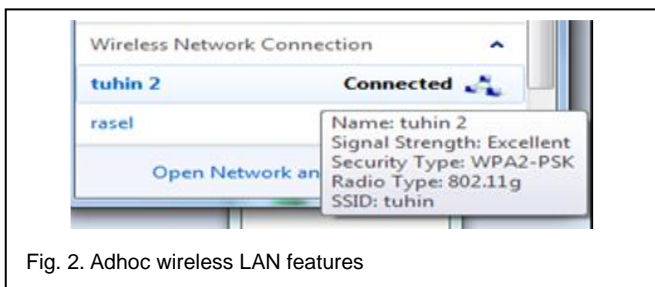 Wireless Network Connection
tuhin 2 Connected
rasel
Name: tuhin 2
Signal Strength: Excellent
Security Type: WPA2-PSK
Radio Type: 802.11g
SSID: tuhin
Open Network an
Fig. 2. Adhoc wireless LAN features